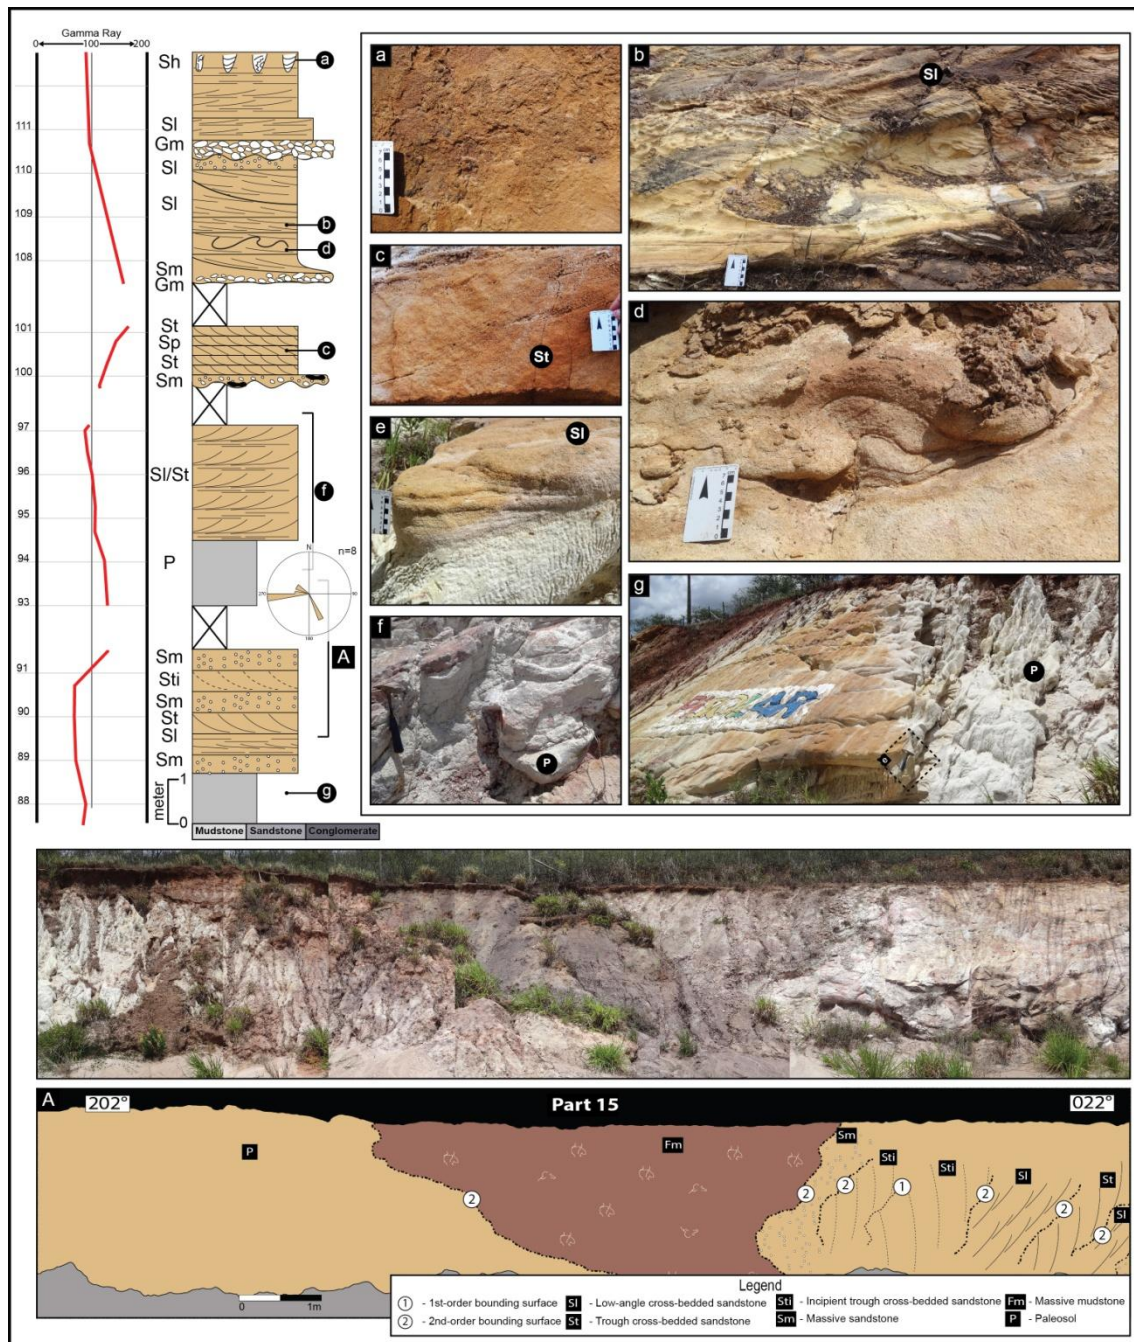 Gamma Ray
0 100 200
Sh
a
111
Sl
Gm
110
Sl
Sl
109
b
d
108
Sm
Gm
101
St
Sp
c
St
100
Sm
97
96
Sl/St
f
95
94
P
N
n=8
93
270
90
180
A
91
Sm
Sti
90
Sm
St
Sl
89
Sm
88
meter
1
0
g
Mudstone Sandstone Conglomerate
a
b
Sl
c
St
d
e
Sl
f
P
g
P
e
A
202°
Part 15
022°
P
Fm
Sm
Sti
Sti
Sl
St
Sl
2
2
2
1
2
2
2
0 1m
Legend
1 - 1st-order bounding surface Sl - Low-angle cross-bedded sandstone Sti - Incipient trough cross-bedded sandstone Fm - Massive mudstone
2 - 2nd-order bounding surface St - Trough cross-bedded sandstone Sm - Massive sandstone P - Paleosol